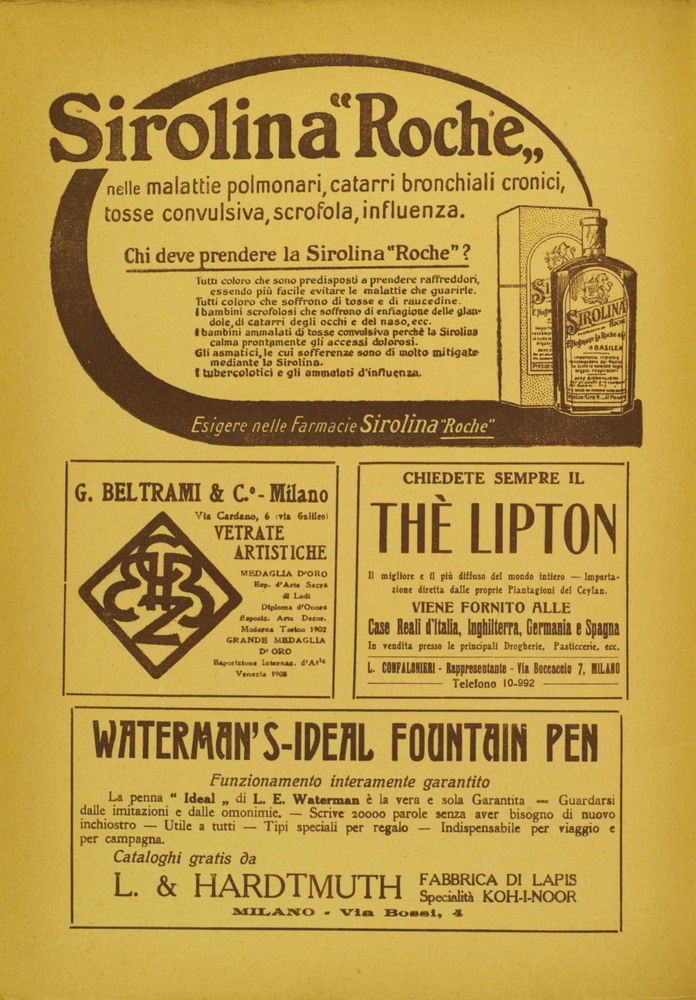 Sirolina "Roche„
nelle malattie polmonari, catarri bronchiali cronici,
tosse convulsiva, scrofola, influenza.
Chi deve prendere la Sirolina "Roche"?
Tutti coloro che sono predisposti a prendere raffreddori,
essendo più facile evitare le malattie che guarirle.
Tutti coloro che soffrono di tosse e di raucedine.
I bambini scrofolosi che soffrono di enfiagione delle glan-
dole, di catarri degli occhi e del naso, ecc.
I bambini ammalati di tosse convulsiva perchè la Sirolina
calma prontamente gli accessi dolorosi.
Gli asmatici, le cui sofferenze sono di molto mitigate
mediante la Sirolina.
I tubercolotici e gli ammalati d'influenza.
SIROLINA
Roche
F. Hoffmann-La Roche &
BASILEA
Esigere nelle Farmacie Sirolina "Roche"
G. BELTRAMI & C.º - Milano
Via Cardano, 6 (via Galileo)
VETRATE
ARTISTICHE
MEDAGLIA D'ORO
Esp. d'Arte Sacra
di Lodi
Diploma d'Onore
Esposiz. Arte Decor.
Moderna Torino 1902
GRANDE MEDAGLIA
D'ORO
Esposizione Internaz. d'Arte
Venezia 1903
CHIEDETE SEMPRE IL
THÈ LIPTON
Il migliore e il più diffuso del mondo intiero — Importa-
zione diretta dalle proprie Piantagioni del Ceylan.
VIENE FORNITO ALLE
Case Reali d'Italia, Inghilterra, Germania e Spagna
In vendita presso le principali Drogherie, Pasticcerie, ecc.
L. CONFALONIERI - Rappresentante - Via Boccaccio 7, MILANO
Telefono 10-992
WATERMAN'S-IDEAL FOUNTAIN PEN
Funzionamento interamente garantito
La penna " Ideal „ di L. E. Waterman è la vera e sola Garantita — Guardarsi
dalle imitazioni e dalle omonimie. — Scrive 20000 parole senza aver bisogno di nuovo
inchiostro — Utile a tutti — Tipi speciali per regalo — Indispensabile per viaggio e
per campagna.
Cataloghi gratis da
L. & HARDTMUTH FABBRICA DI LAPIS
Specialità KOH-I-NOOR
MILANO - Via Bossi, 4